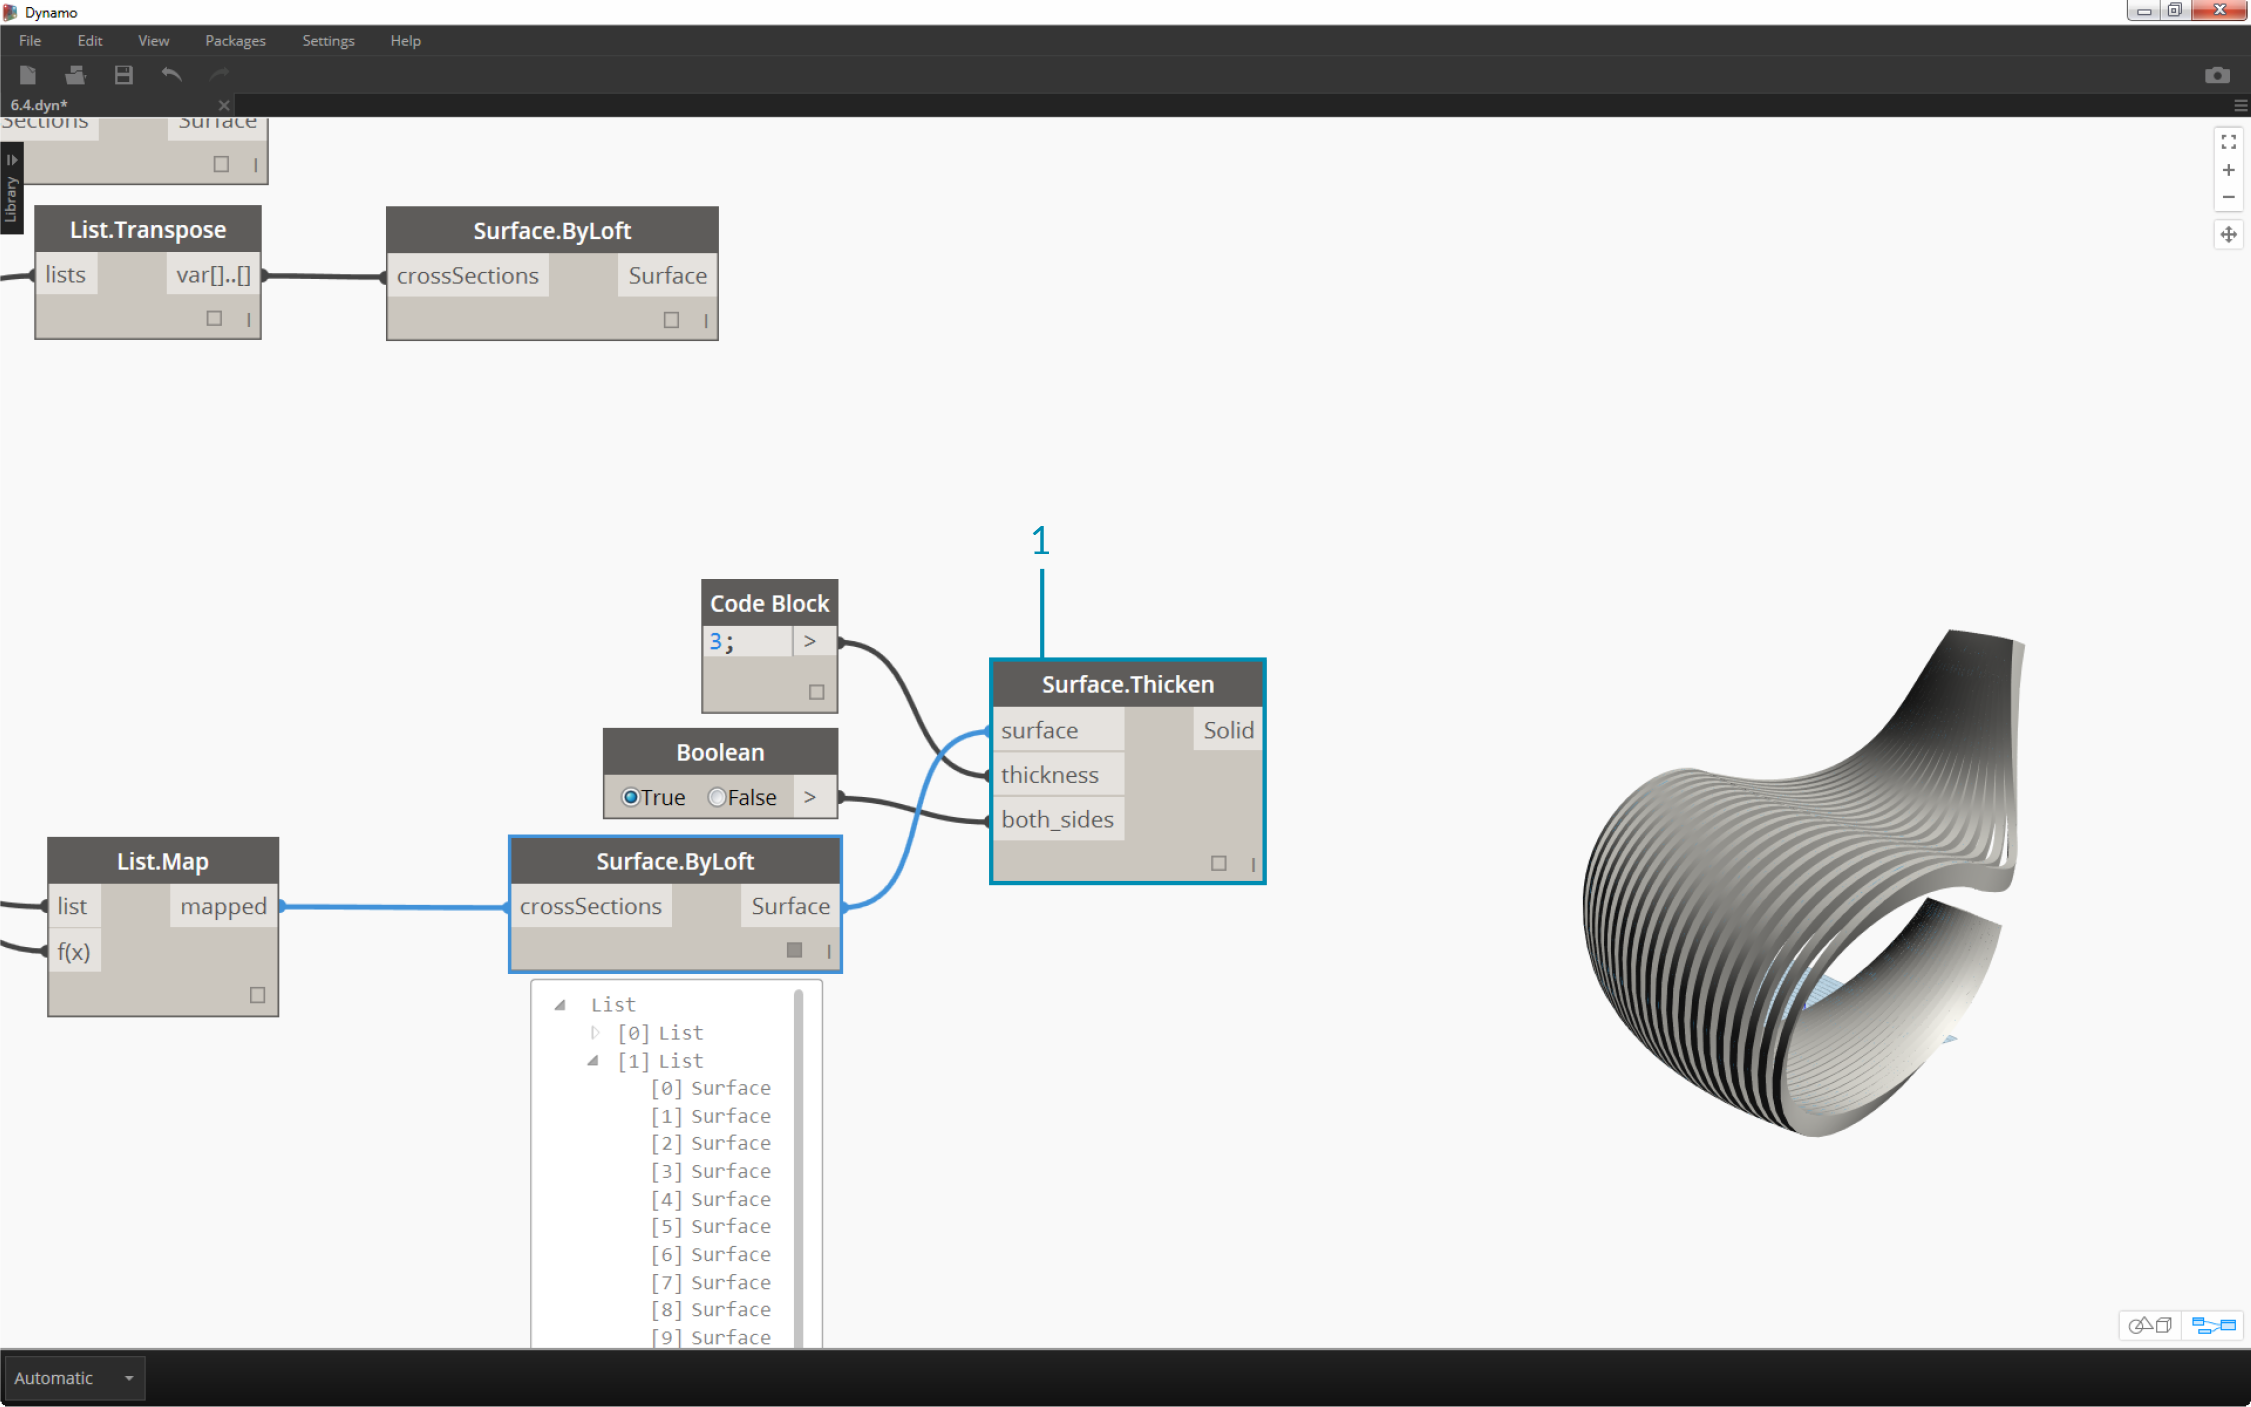 Dynamo
File Edit View Packages Settings Help
6.4.dyn*
Sections Surface
Library
List.Transpose
lists var[]..[]
Surface.ByLoft
crossSections Surface
1
Code Block
3; >
Surface.Thicken
surface Solid
thickness
both_sides
Boolean
True False >
List.Map
list mapped
f(x)
Surface.ByLoft
crossSections Surface
List
[0] List
[1] List
[0] Surface
[1] Surface
[2] Surface
[3] Surface
[4] Surface
[5] Surface
[6] Surface
[7] Surface
[8] Surface
[9] Surface
Automatic